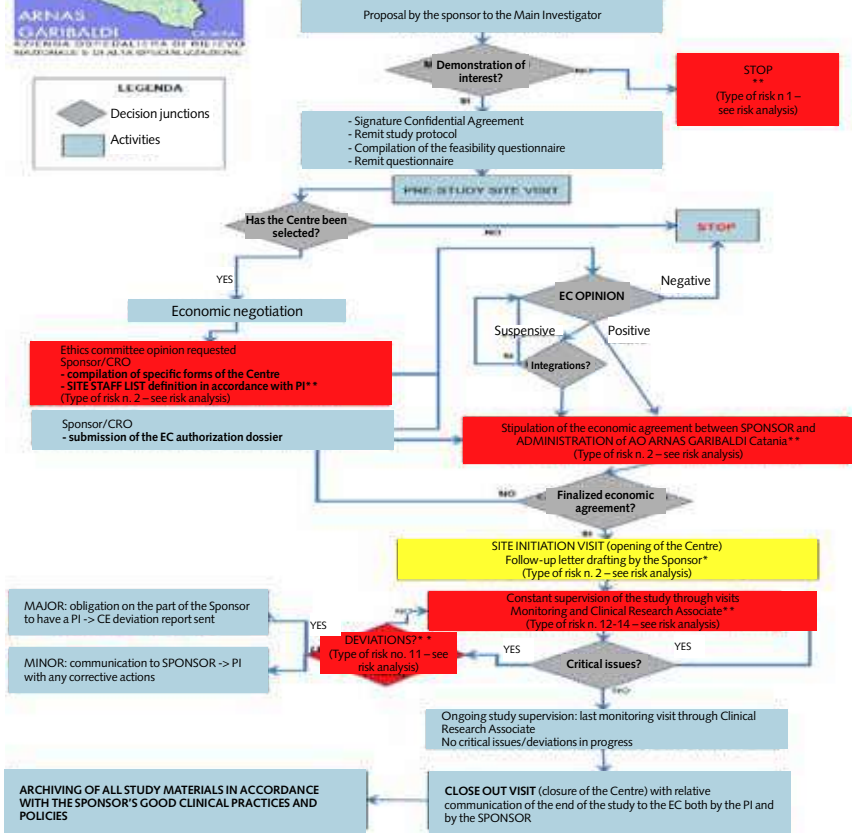 ARNAS
GARIBALDI
AZIENDA OSPEDALIERA DI RILIEVO
NAZIONALE E DI ALTA SPECIALIZZAZIONE
LEGENDA
Decision junctions
Activities
Proposal by the sponsor to the Main Investigator
Demonstration of
interest?
NO
SI
STOP
**
(Type of risk n 1 –
see risk analysis)
- Signature Confidential Agreement
- Remit study protocol
- Compilation of the feasibility questionnaire
- Remit questionnaire
PRE STUDY SITE VISIT
Has the Centre been
selected?
NO
STOP
YES
Economic negotiation
EC OPINION
Negative
Suspensive
Positive
Integrations?
Ethics committee opinion requested
Sponsor/CRO
- compilation of specific forms of the Centre
- SITE STAFF LIST definition in accordance with PI**
(Type of risk n. 2 – see risk analysis)
Sponsor/CRO
- submission of the EC authorization dossier
Stipulation of the economic agreement between SPONSOR and
ADMINISTRATION of AO ARNAS GARIBALDI Catania**
(Type of risk n. 2 – see risk analysis)
NO
Finalized economic
agreement?
SI
SITE INITIATION VISIT (opening of the Centre)
Follow-up letter drafting by the Sponsor*
(Type of risk n. 2 – see risk analysis)
Constant supervision of the study through visits
Monitoring and Clinical Research Associate**
(Type of risk n. 12-14 – see risk analysis)
MAJOR: obligation on the part of the Sponsor
to have a PI -> CE deviation report sent
YES
NO
DEVIATIONS?**
(Type of risk no. 11 – see
risk analysis)
YES
Critical issues?
YES
NO
MINOR: communication to SPONSOR -> PI
with any corrective actions
Ongoing study supervision: last monitoring visit through Clinical
Research Associate
No critical issues/deviations in progress
ARCHIVING OF ALL STUDY MATERIALS IN ACCORDANCE
WITH THE SPONSOR'S GOOD CLINICAL PRACTICES AND
POLICIES
CLOSE OUT VISIT (closure of the Centre) with relative
communication of the end of the study to the EC both by the PI and
by the SPONSOR